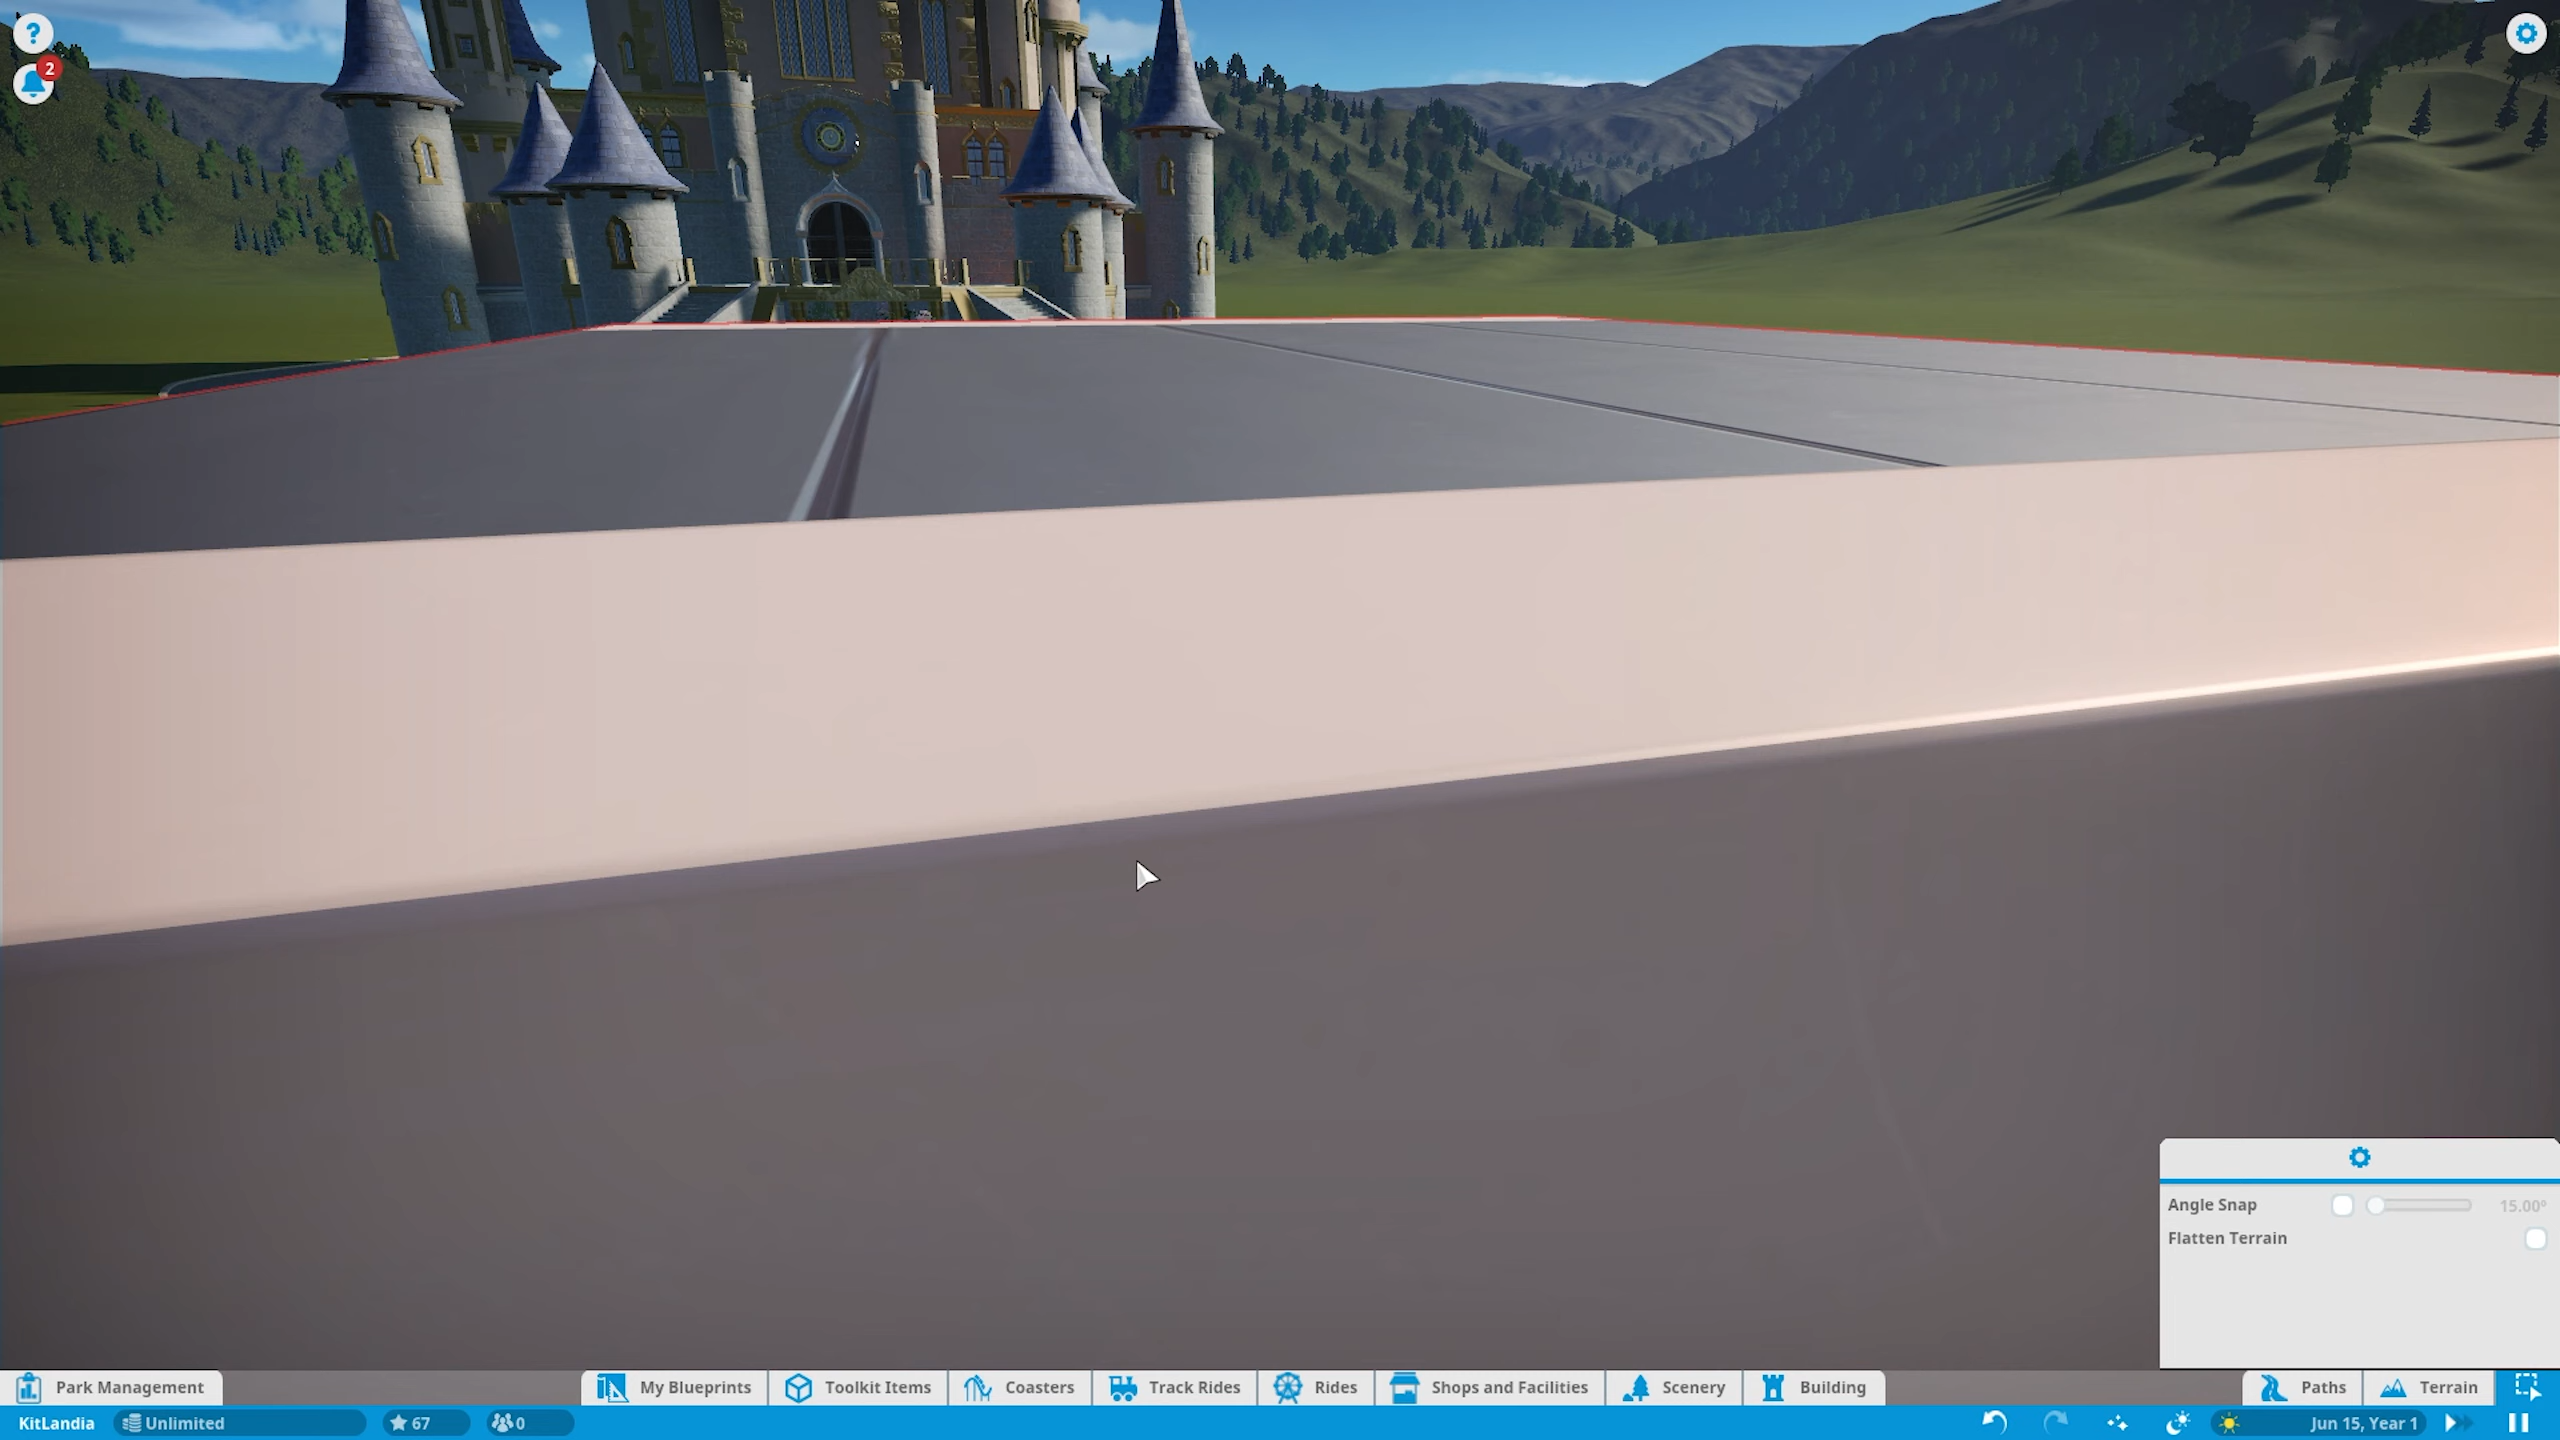 ?
2
Angle Snap 15.00°
Flatten Terrain
Park Management My Blueprints Toolkit Items Coasters Track Rides Rides Shops and Facilities Scenery Building Paths Terrain
KitLandia Unlimited 67 0 Jun 15, Year 1